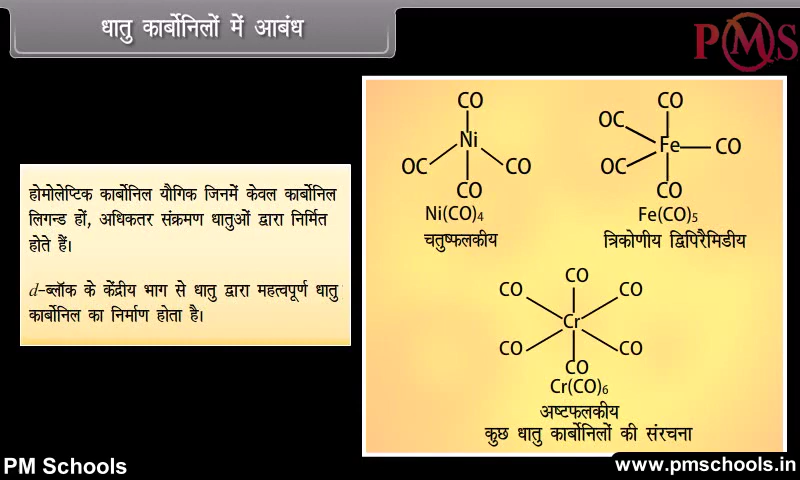 धातु कार्बोनिलों में आबंध
PMS
होमोलेप्टिक कार्बोनिल यौगिक जिनमें केवल कार्बोनिल
लिगन्ड हों, अधिकतर संक्रमण धातुओं द्वारा निर्मित
होते हैं।
d-ब्लॉक के केंद्रीय भाग से धातु द्वारा महत्वपूर्ण धातु
कार्बोनिल का निर्माण होता है।
CO
Ni
OC CO
CO
Ni(CO)₄
चतुष्फलकीय
CO
OC
Fe CO
OC
CO
Fe(CO)₅
त्रिकोणीय द्विपिरैमिडीय
CO
CO CO
Cr
CO CO
CO
Cr(CO)₆
अष्टफलकीय
कुछ धातु कार्बोनिलों की संरचना
PM Schools
www.pmschools.in